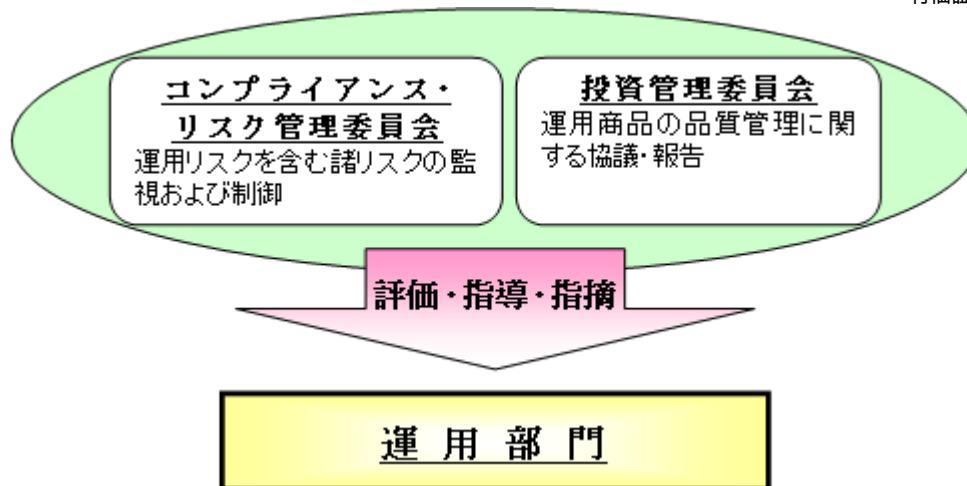 コンプライアンス・
リスク管理委員会
運用リスクを含む諸リスクの監
視および制御
投資管理委員会
運用商品の品質管理に関
する協議・報告
評価・指導・指摘
運用部門